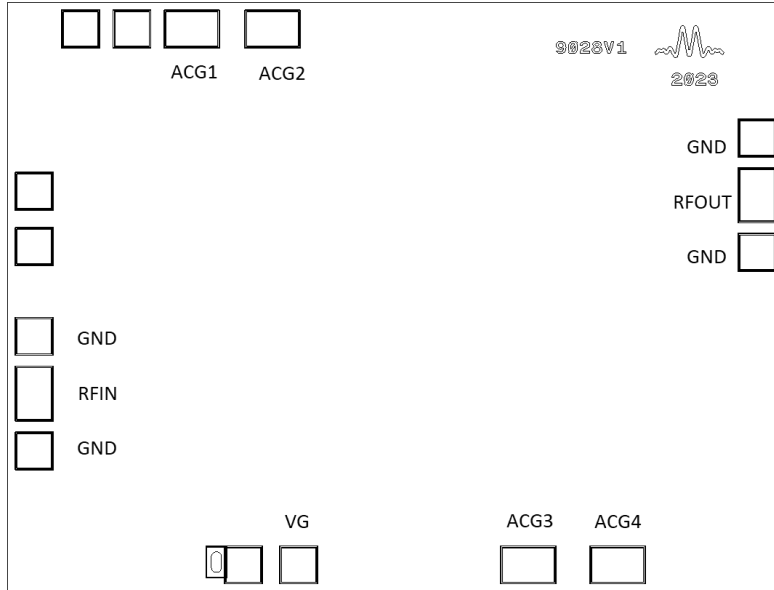 9028V1
2023
ACG1
ACG2
GND
RFOUT
GND
GND
RFIN
GND
VG
ACG3
ACG4